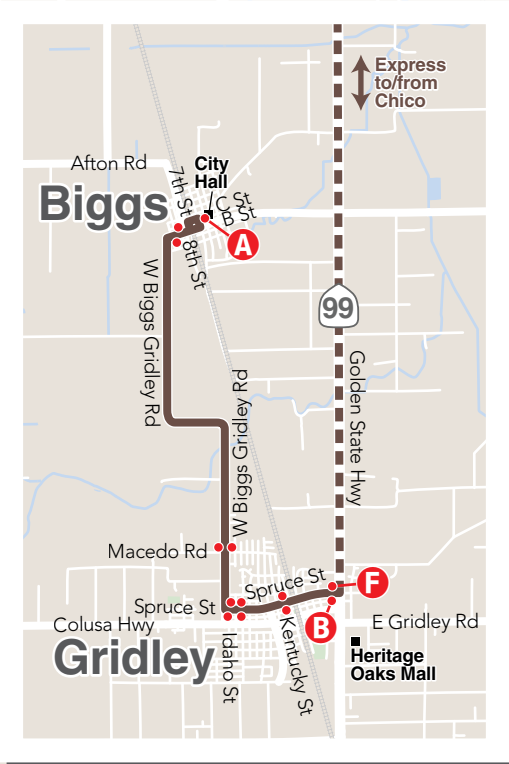 Express
to/from
Chico
Afton Rd
City
Hall
7th St
C St
B St
Biggs
A
8th St
W Biggs Gridley Rd
99
Golden State Hwy
W Biggs Gridley Rd
Macedo Rd
Spruce St
F
Spruce St
Colusa Hwy
B
E Gridley Rd
Gridley
Idaho St
Kentucky St
Heritage
Oaks Mall